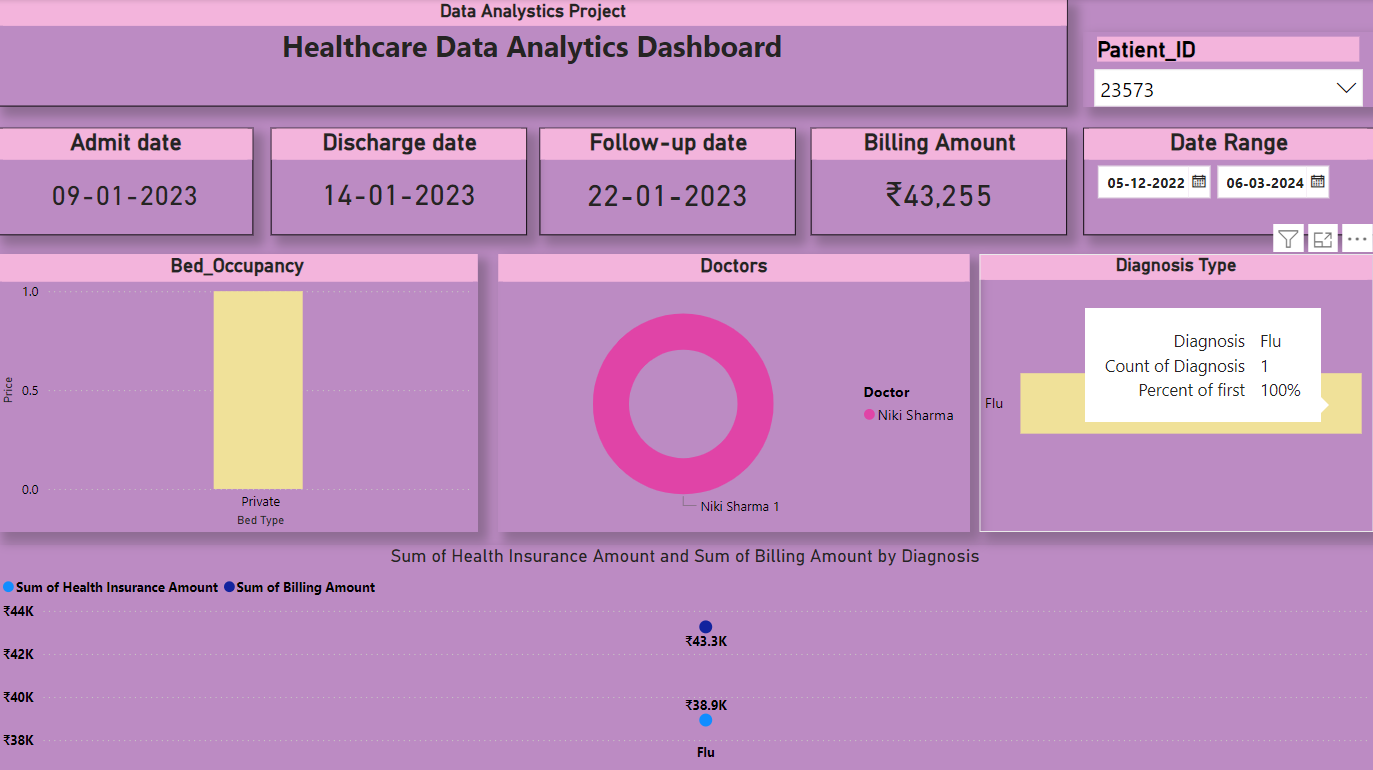 Data Analystics Project
Healthcare Data Analytics Dashboard
Patient_ID
23573
Admit date
09-01-2023
Discharge date
14-01-2023
Follow-up date
22-01-2023
Billing Amount
₹43,255
Date Range
05-12-2022
06-03-2024
Bed_Occupancy
1.0
0.5
0.0
Price
Private
Bed Type
Doctors
Doctor
Niki Sharma
Niki Sharma 1
Diagnosis Type
Flu
Diagnosis Flu
Count of Diagnosis 1
Percent of first 100%
Sum of Health Insurance Amount and Sum of Billing Amount by Diagnosis
Sum of Health Insurance Amount Sum of Billing Amount
₹44K
₹42K
₹40K
₹38K
₹43.3K
₹38.9K
Flu